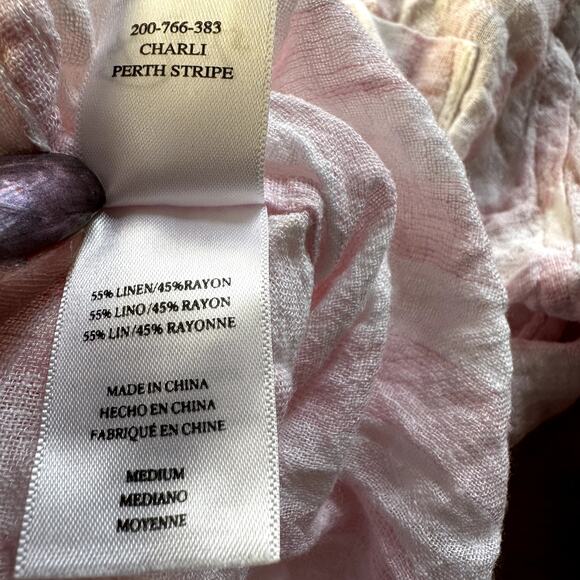 200-766-383
CHARLI
PERTH STRIPE
55% LINEN/45%RAYON
55% LINO/45% RAYON
55% LIN/45% RAYONNE
MADE IN CHINA
HECHO EN CHINA
FABRIQUÉ EN CHINE
MEDIUM
MEDIANO
MOYENNE